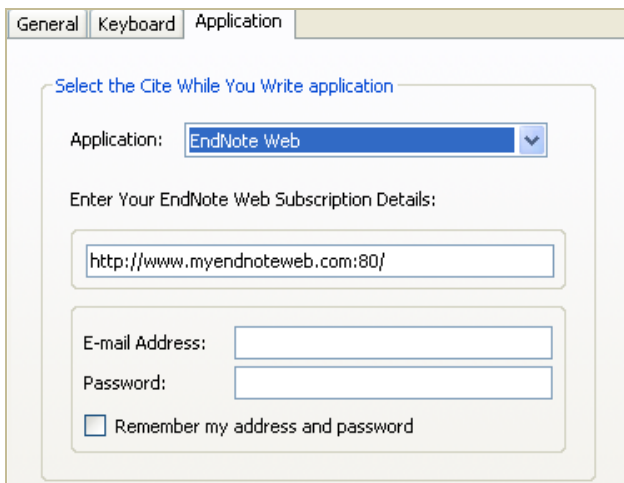 General Keyboard Application
Select the Cite While You Write application
Application: EndNote Web
Enter Your EndNote Web Subscription Details:
http://www.myendnoteweb.com:80/
E-mail Address:
Password:
Remember my address and password